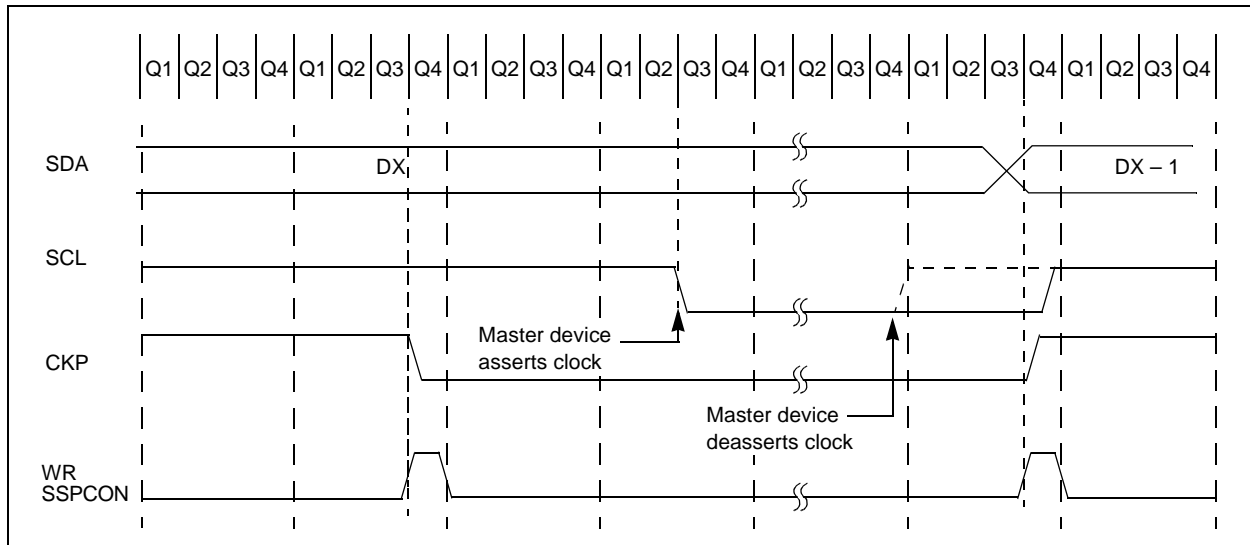 Q1 Q2 Q3 Q4 Q1 Q2 Q3 Q4 Q1 Q2 Q3 Q4 Q1 Q2 Q3 Q4 Q1 Q2 Q3 Q4 Q1 Q2 Q3 Q4 Q1 Q2 Q3 Q4
SDA
DX
DX – 1
SCL
Master device
asserts clock
CKP
Master device
deasserts clock
WR
SSPCON